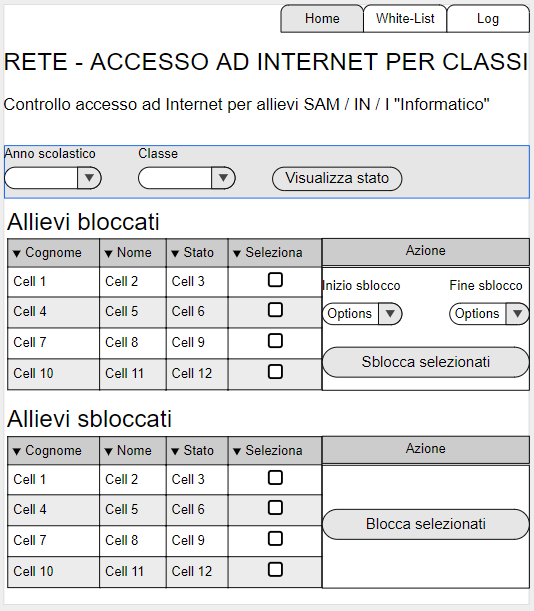 Home White-List Log
RETE - ACCESSO AD INTERNET PER CLASSI
Controllo accesso ad Internet per allievi SAM / IN / I "Informatico"
Anno scolastico Classe
Visualizza stato
Allievi bloccati
Cognome Nome Stato Seleziona Azione
Cell 1 Cell 2 Cell 3
Inizio sblocco Fine sblocco
Cell 4 Cell 5 Cell 6
Options Options
Cell 7 Cell 8 Cell 9
Sblocca selezionati
Cell 10 Cell 11 Cell 12
Allievi sbloccati
Cognome Nome Stato Seleziona Azione
Cell 1 Cell 2 Cell 3
Cell 4 Cell 5 Cell 6
Blocca selezionati
Cell 7 Cell 8 Cell 9
Cell 10 Cell 11 Cell 12